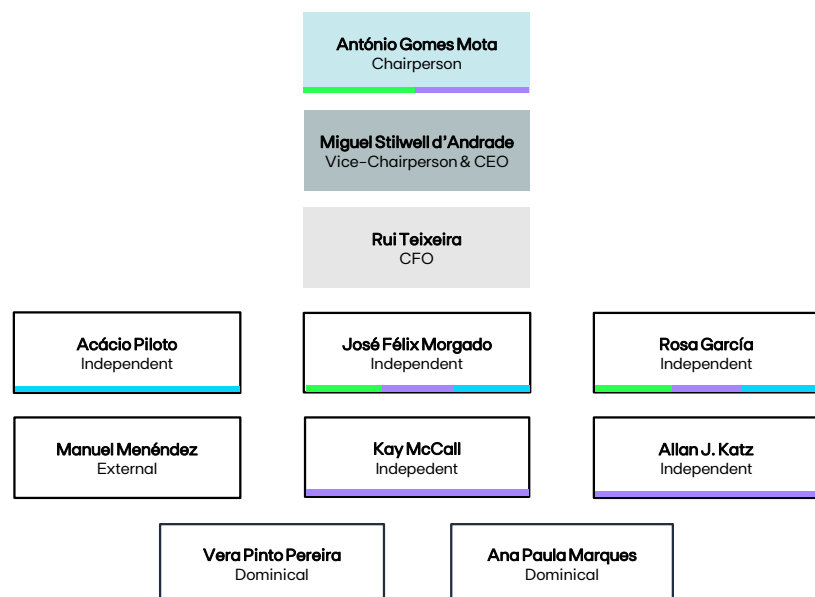 António Gomes Mota
Chairperson
Miguel Stilwell d'Andrade
Vice-Chairperson & CEO
Rui Teixeira
CFO
Acácio Piloto
Independent
José Félix Morgado
Independent
Rosa García
Independent
Manuel Menéndez
External
Kay McCall
Indepedent
Allan J. Katz
Independent
Vera Pinto Pereira
Dominical
Ana Paula Marques
Dominical